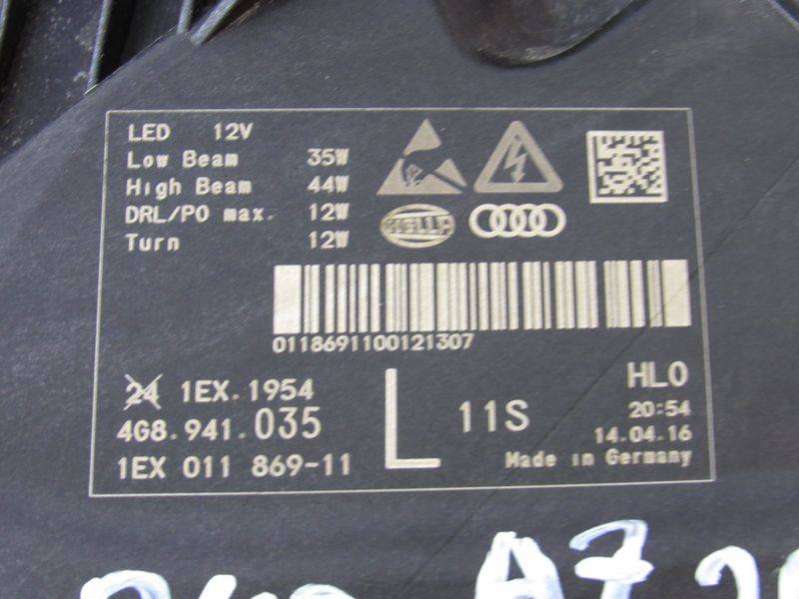 LED 12V
Low Beam 35W
High Beam 44W
DRL/PO max. 12W
Turn 12W
HELLA
0118691100121307
24 1EX.1954
4G8.941.035
1EX 011 869-11
L
11S
HL0
20:54
14.04.16
Made in Germany
A7